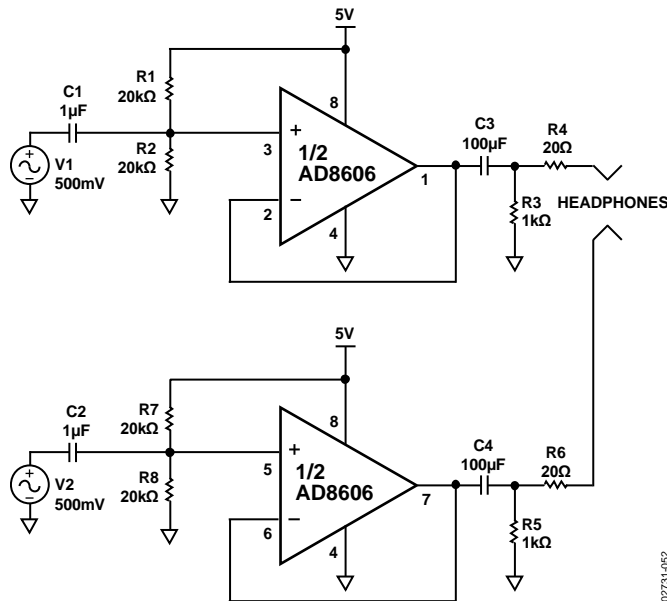 5V
R1
20kΩ
C1
1µF
R2
20kΩ
V1
500mV
+
−
+
−
3
2
8
4
1
1/2
AD8606
C3
100µF
R4
20Ω
R3
1kΩ
HEADPHONES
5V
R7
20kΩ
C2
1µF
R8
20kΩ
V2
500mV
+
−
+
−
5
6
8
4
7
1/2
AD8606
C4
100µF
R6
20Ω
R5
1kΩ
02731-052